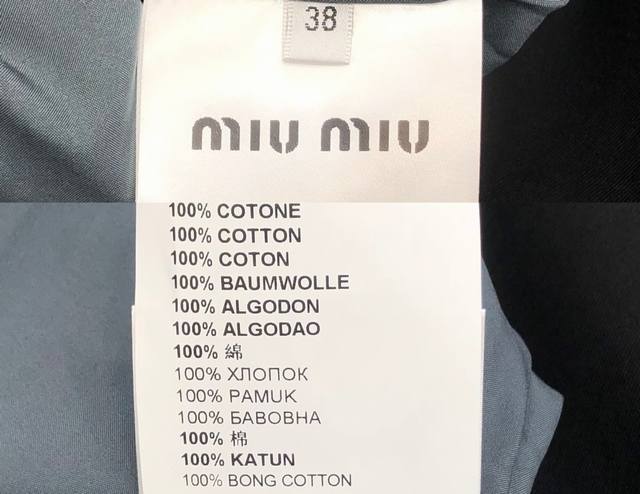 38
miu miu
100% COTONE
100% COTTON
100% COTON
100% BAUMWOLLE
100% ALGODON
100% ALGODAO
100% 綿
100% ХЛОПОК
100% PAMUK
100% БАВОВНА
100% 棉
100% KATUN
100% BONG COTTON